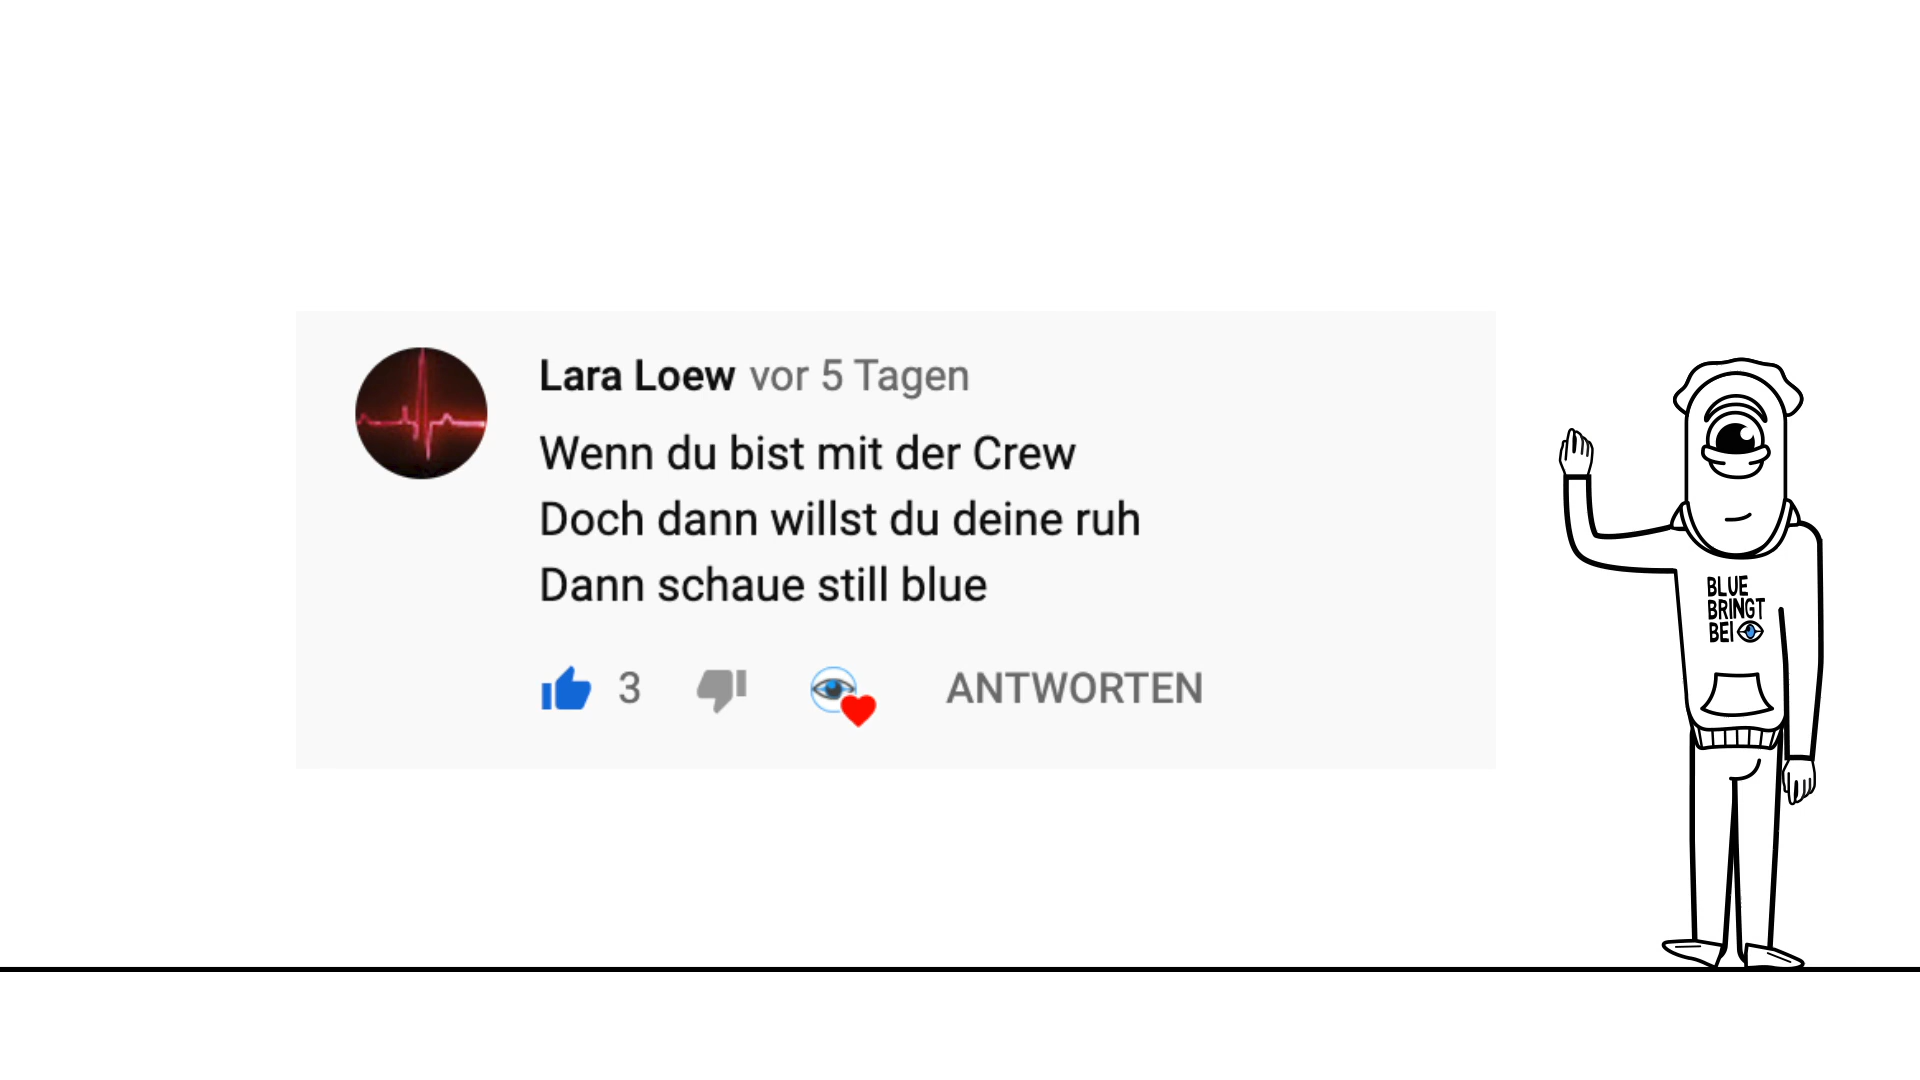 Lara Loew vor 5 Tagen
Wenn du bist mit der Crew
Doch dann willst du deine ruh
Dann schaue still blue
3 ANTWORTEN
BLUE
BRINGT
BEI